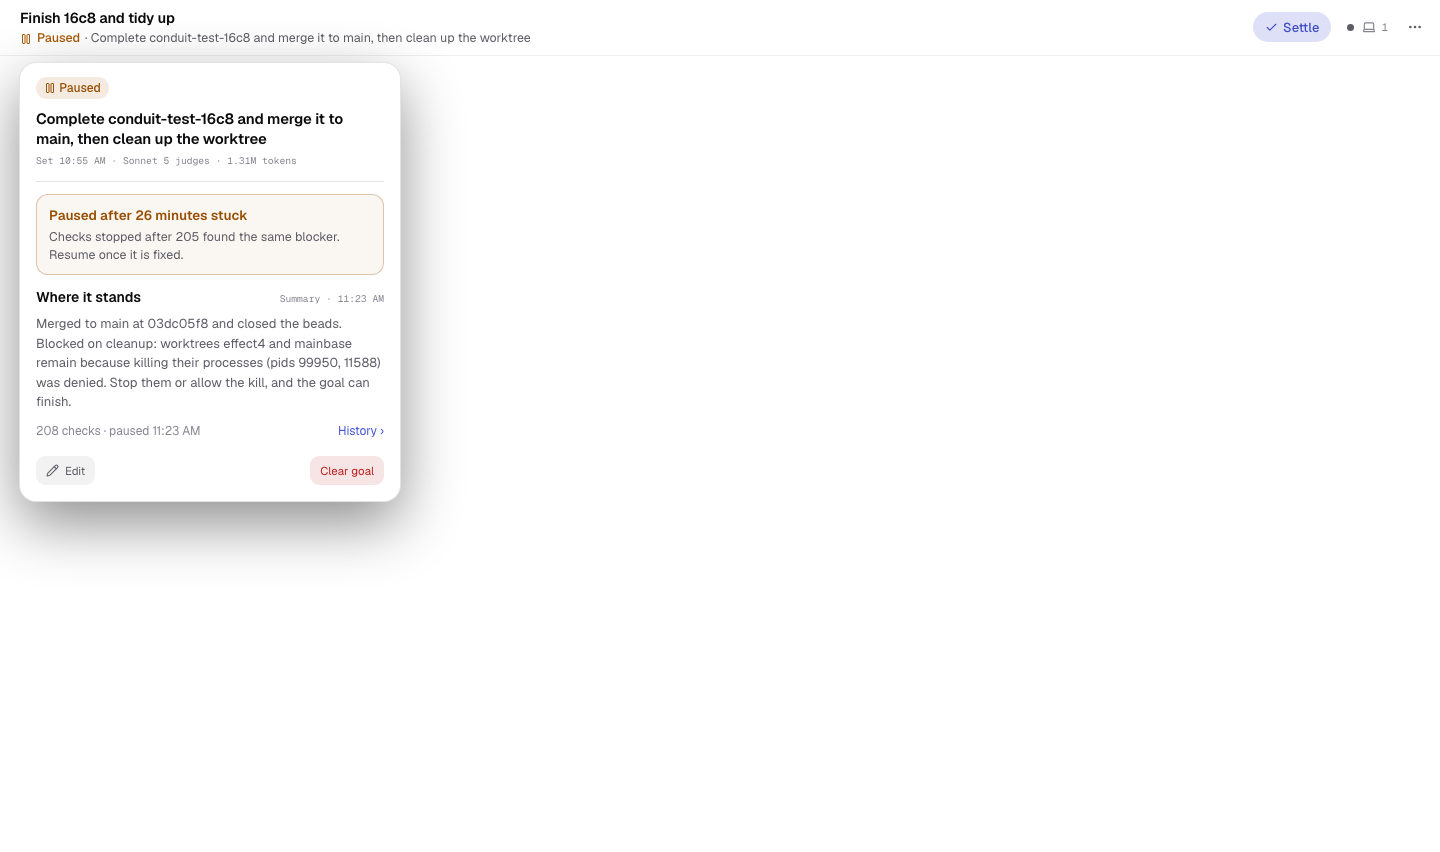 Finish 16c8 and tidy up
Paused · Complete conduit-test-16c8 and merge it to main, then clean up the worktree
Settle
1
Paused
Complete conduit-test-16c8 and merge it to
main, then clean up the worktree
Set 10:55 AM · Sonnet 5 judges · 1.31M tokens
Paused after 26 minutes stuck
Checks stopped after 205 found the same blocker.
Resume once it is fixed.
Where it stands
Summary · 11:23 AM
Merged to main at 03dc05f8 and closed the beads.
Blocked on cleanup: worktrees effect4 and mainbase
remain because killing their processes (pids 99950, 11588)
was denied. Stop them or allow the kill, and the goal can
finish.
208 checks · paused 11:23 AM
History ›
Edit
Clear goal